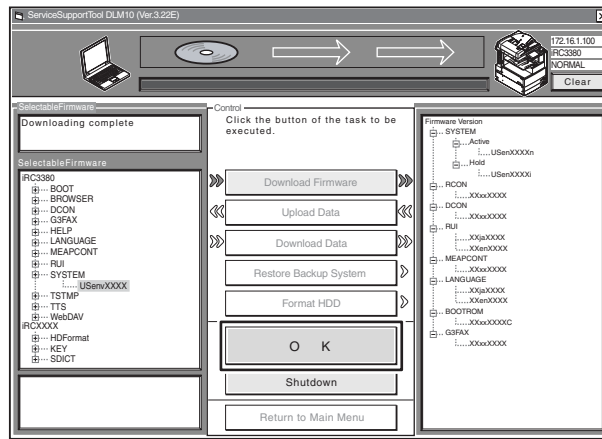 ServiceSupportTool DLM10 (Ver.3.22E)
172.16.1.100
iRC3380
NORMAL
Clear
SelectableFirmware
Downloading complete
SelectableFirmware
iRC3380
BOOT
BROWSER
DCON
G3FAX
HELP
LANGUAGE
MEAPCONT
RUI
SYSTEM
USenvXXXX
TSTMP
TTS
WebDAV
iRCXXXX
HDFormat
KEY
SDICT
Control
Click the button of the task to be
executed.
Download Firmware
Upload Data
Download Data
Restore Backup System
Format HDD
O K
Shutdown
Return to Main Menu
Firmware Version
SYSTEM
Active
USenXXXXn
Hold
USenXXXXi
RCON
XXxxXXXX
DCON
XXxxXXXX
RUI
XXjaXXXX
XXenXXXX
MEAPCONT
XXxxXXXX
LANGUAGE
XXjaXXXX
XXenXXXX
BOOTROM
XXxxXXXXC
G3FAX
XXxxXXXX